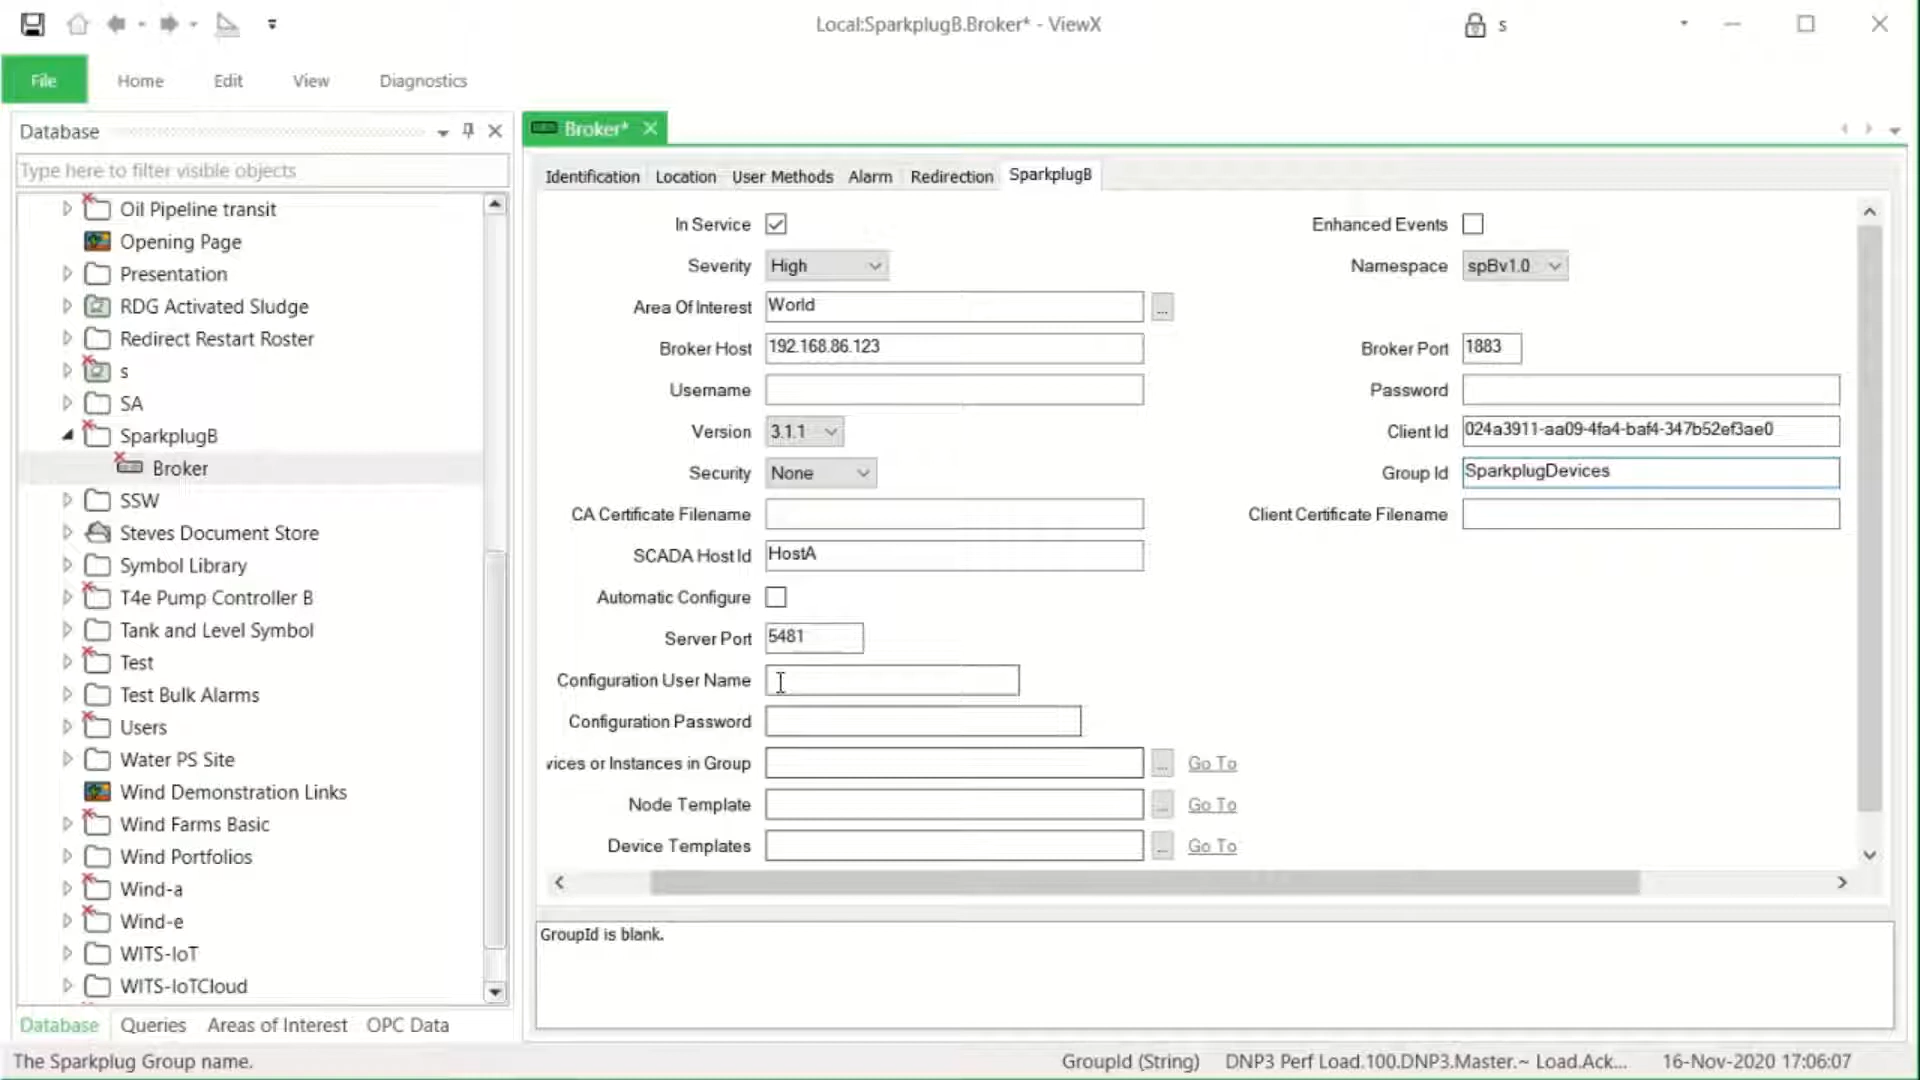 Local:SparkplugB.Broker* - ViewX
s
File
Home
Edit
View
Diagnostics
Database
Type here to filter visible objects
Oil Pipeline transit
Opening Page
Presentation
RDG Activated Sludge
Redirect Restart Roster
s
SA
SparkplugB
Broker
SSW
Steves Document Store
Symbol Library
T4e Pump Controller B
Tank and Level Symbol
Test
Test Bulk Alarms
Users
Water PS Site
Wind Demonstration Links
Wind Farms Basic
Wind Portfolios
Wind-a
Wind-e
WITS-IoT
WITS-IoTCloud
Database
Queries
Areas of Interest
OPC Data
Broker*
Identification
Location
User Methods
Alarm
Redirection
SparkplugB
In Service
Enhanced Events
Severity High
Namespace spBv1.0
Area Of Interest World ...
Broker Host 192.168.86.123
Broker Port 1883
Username
Password
Version 3.1.1
Client Id 024a3911-aa09-4fa4-baf4-347b52ef3ae0
Security None
Group Id SparkplugDevices
CA Certificate Filename
Client Certificate Filename
SCADA Host Id HostA
Automatic Configure
Server Port 5481
Configuration User Name
Configuration Password
vices or Instances in Group ... Go To
Node Template ... Go To
Device Templates ... Go To
GroupId is blank.
The Sparkplug Group name.
GroupId (String)
DNP3 Perf Load.100.DNP3.Master.~ Load.Ack...
16-Nov-2020 17:06:07